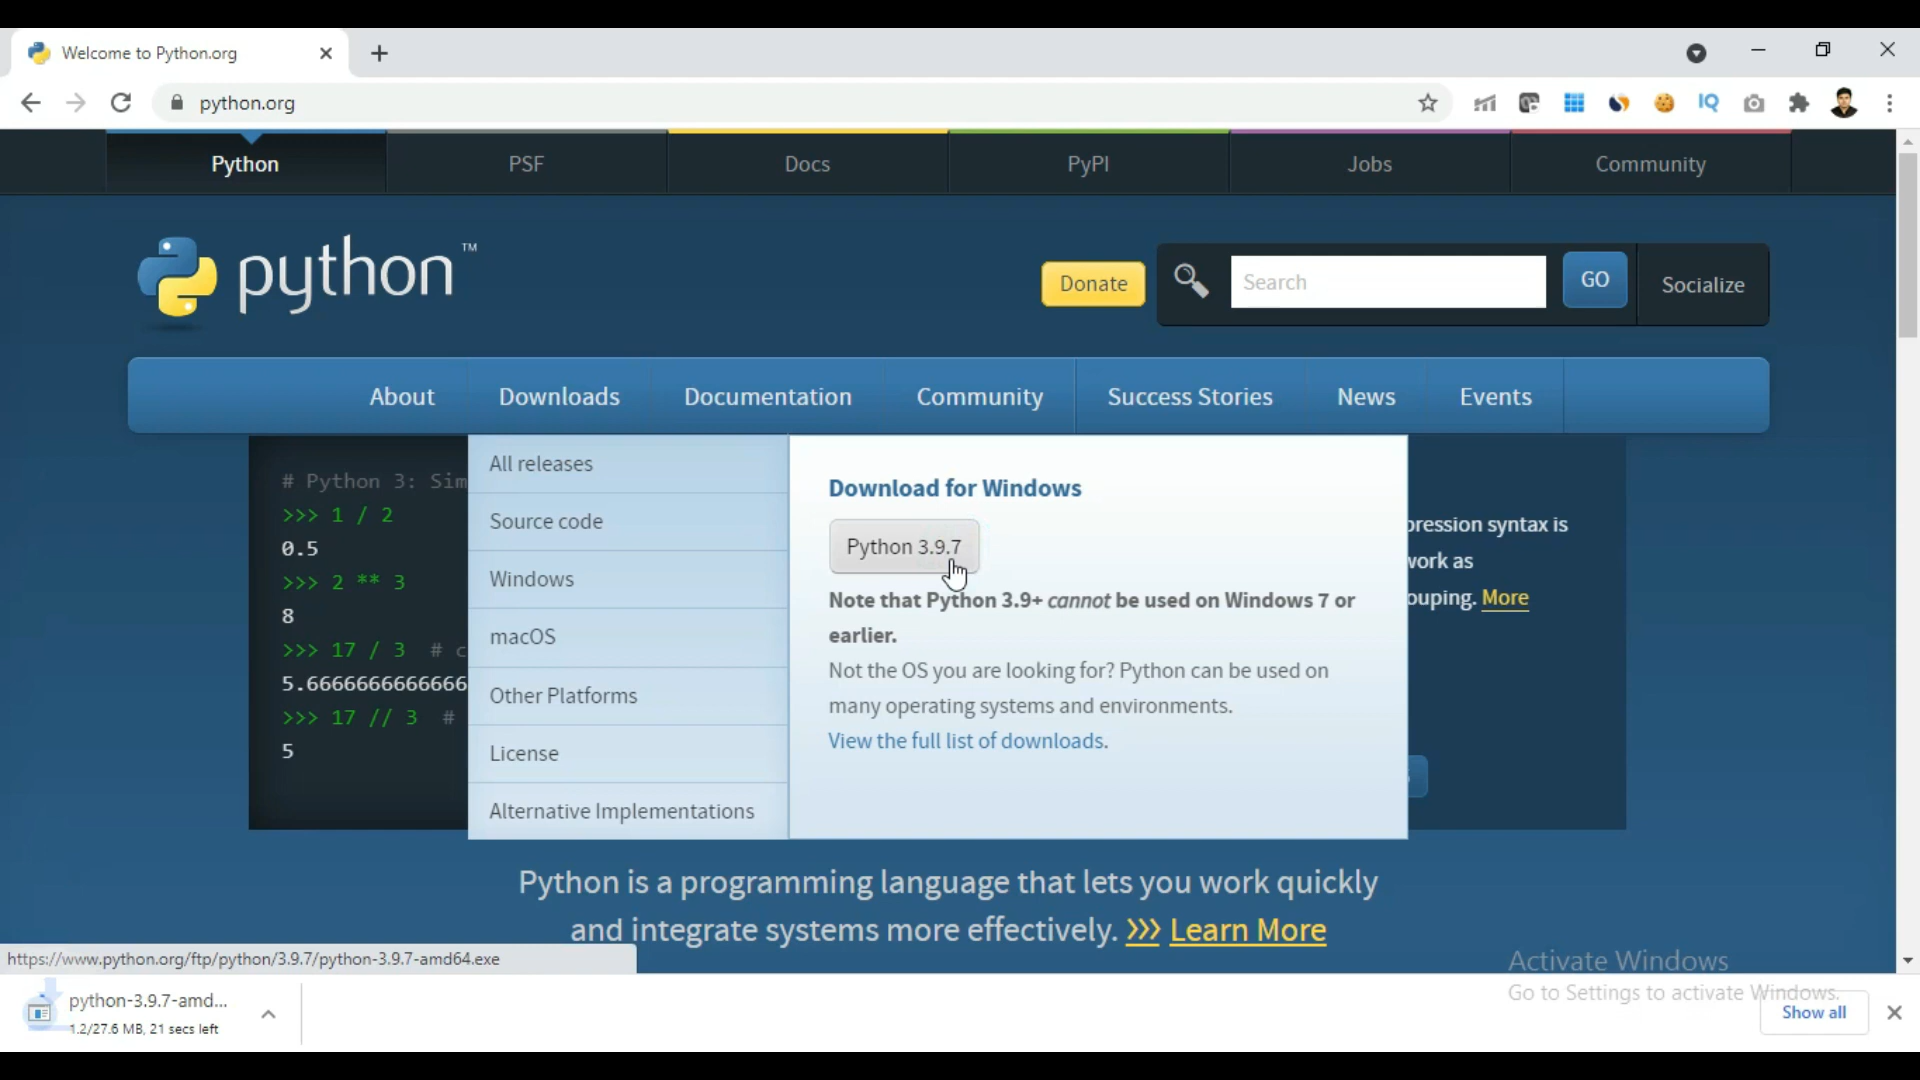 Welcome to Python.org
python.org
Python
PSF
Docs
PyPI
Jobs
Community
python™
Donate
Search
GO
Socialize
About
Downloads
Documentation
Community
Success Stories
News
Events
# Python 3: Sim
>>> 1 / 2
0.5
>>> 2 ** 3
8
>>> 17 / 3 # c
5.6666666666666
>>> 17 // 3 #
5
All releases
Source code
Windows
macOS
Other Platforms
License
Alternative Implementations
Download for Windows
Python 3.9.7
Note that Python 3.9+ cannot be used on Windows 7 or
earlier.
Not the OS you are looking for? Python can be used on
many operating systems and environments.
View the full list of downloads.
pression syntax is
work as
ouping. More
Python is a programming language that lets you work quickly
and integrate systems more effectively. >>> Learn More
https://www.python.org/ftp/python/3.9.7/python-3.9.7-amd64.exe
Activate Windows
Go to Settings to activate Windows.
python-3.9.7-amd...
1.2/27.6 MB, 21 secs left
Show all